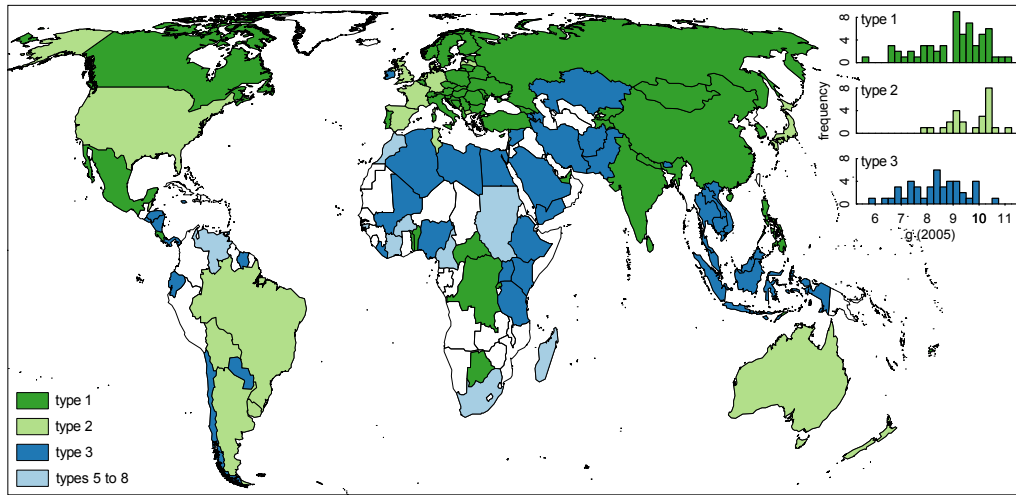 type 1
8
4
0
type 2
8
4
0
frequency
type 3
8
4
0
6 7 8 9 10 11
g (2005)
type 1
type 2
type 3
types 5 to 8